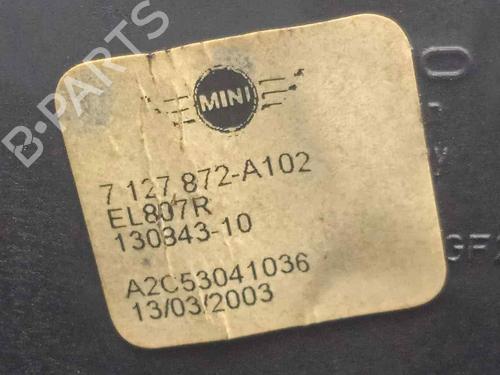 MINI
7 127 872-A102
EL807R
130843-10
A2C53041036
13/03/2003
B-PARTS